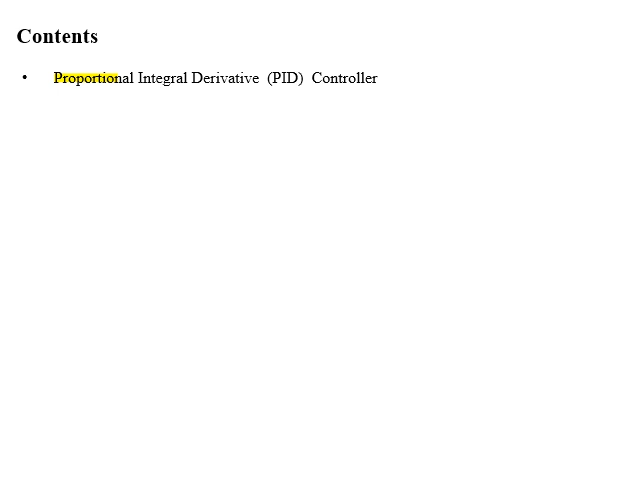 Contents
• Proportional Integral Derivative (PID) Controller